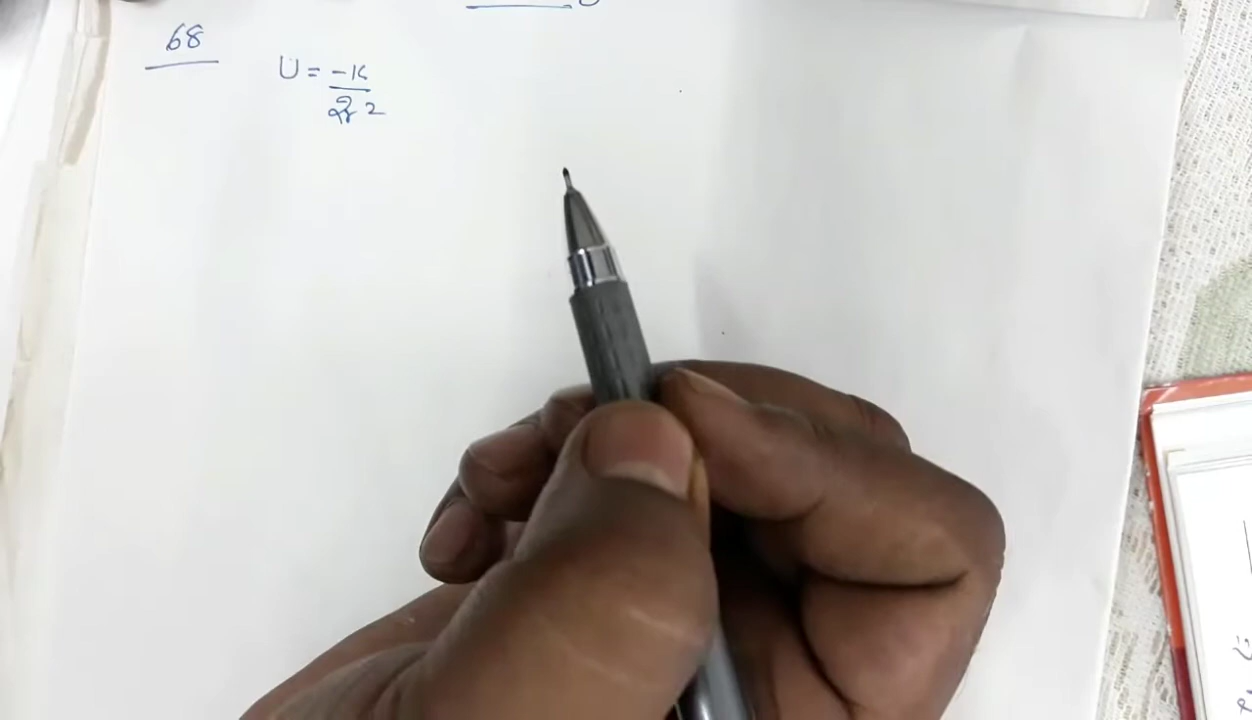 68
U = -K / 2r²